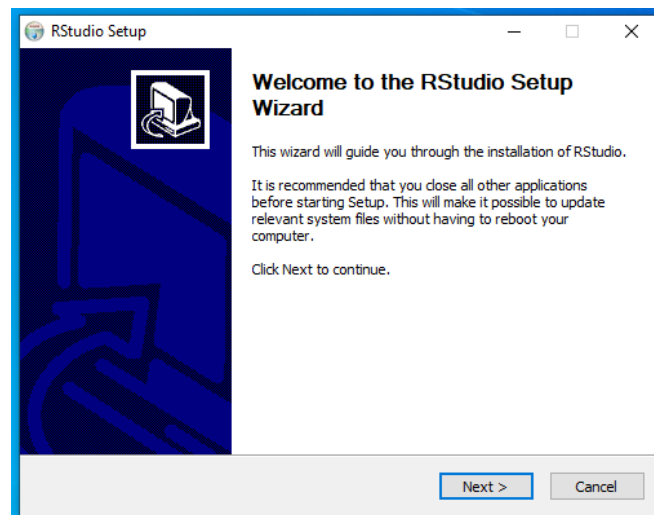 RStudio Setup
Welcome to the RStudio Setup
Wizard
This wizard will guide you through the installation of RStudio.
It is recommended that you close all other applications
before starting Setup. This will make it possible to update
relevant system files without having to reboot your
computer.
Click Next to continue.
Next >
Cancel